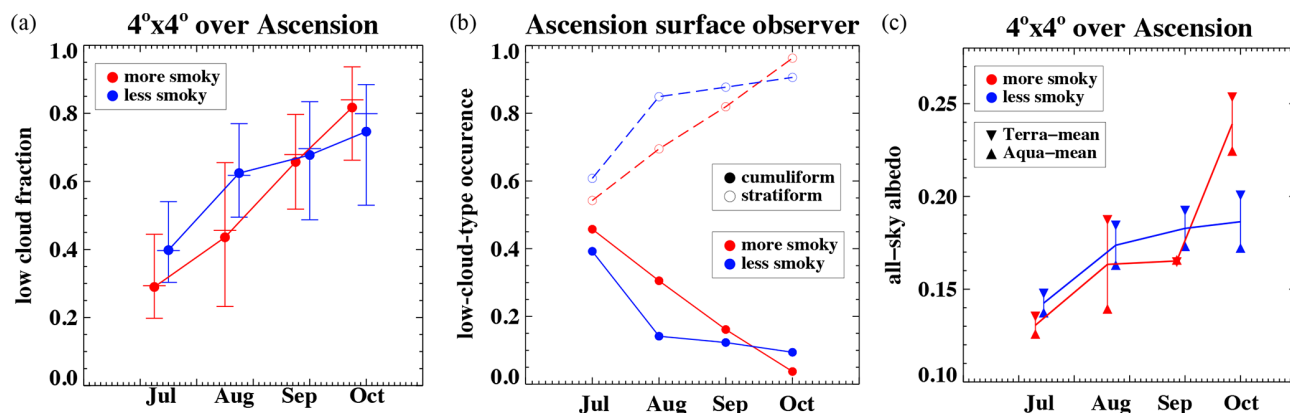 (a)
4°x4° over Ascension
low cloud fraction
1.0
0.8
0.6
0.4
0.2
0.0
more smoky
less smoky
Jul
Aug
Sep
Oct
(b)
Ascension surface observer
low-cloud-type occurence
1.0
0.8
0.6
0.4
0.2
0.0
cumuliform
stratiform
more smoky
less smoky
Jul
Aug
Sep
Oct
(c)
4°x4° over Ascension
all-sky albedo
0.25
0.20
0.15
0.10
more smoky
less smoky
Terra-mean
Aqua-mean
Jul
Aug
Sep
Oct